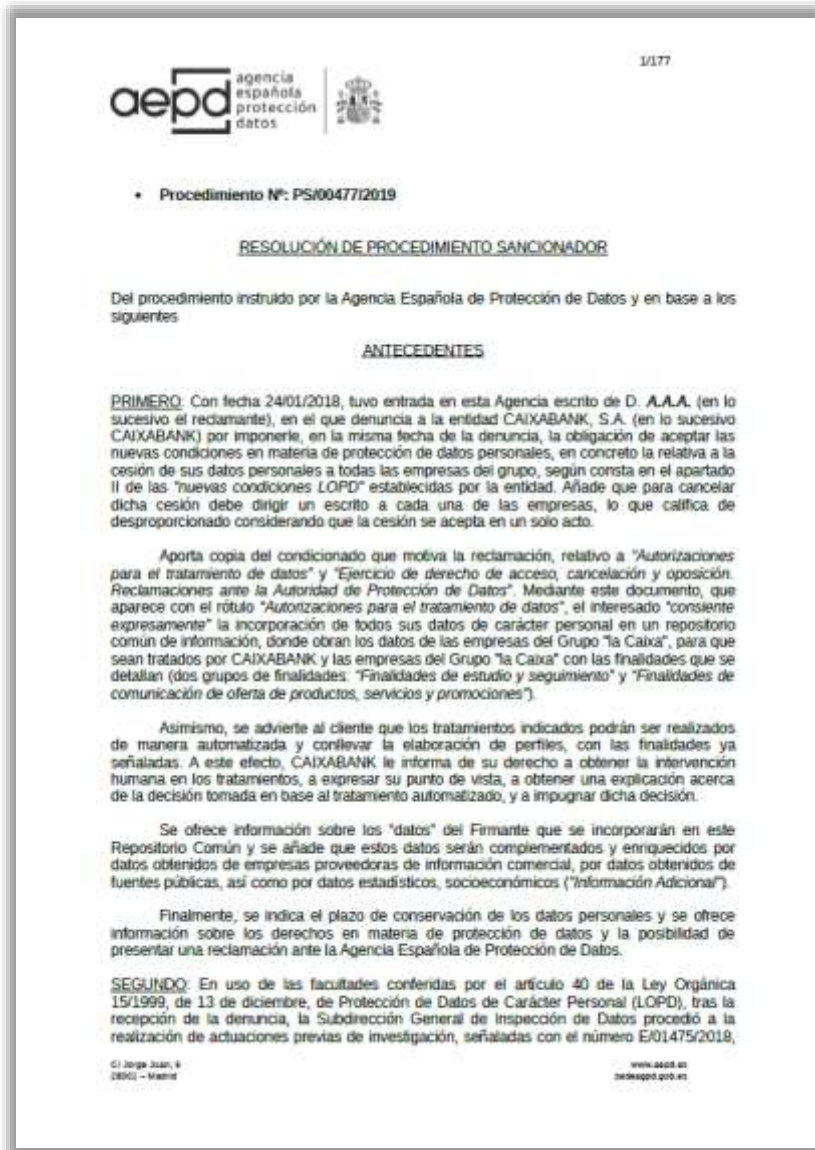 1/177
aepd
agencia
española
protección
datos
• Procedimiento Nº: PS/00477/2019
RESOLUCIÓN DE PROCEDIMIENTO SANCIONADOR
Del procedimiento instruido por la Agencia Española de Protección de Datos y en base a los
siguientes
ANTECEDENTES
PRIMERO: Con fecha 24/01/2018, tuvo entrada en esta Agencia escrito de D. A.A.A. (en lo
sucesivo el reclamante), en el que denuncia a la entidad CAIXABANK, S.A. (en lo sucesivo
CAIXABANK) por imponerle, en la misma fecha de la denuncia, la obligación de aceptar las
nuevas condiciones en materia de protección de datos personales, en concreto la relativa a la
cesión de sus datos personales a todas las empresas del grupo, según consta en el apartado
II de las "nuevas condiciones LOPD" establecidas por la entidad. Añade que para cancelar
dicha cesión debe dirigir un escrito a cada una de las empresas, lo que califica de
desproporcionado considerando que la cesión se acepta en un solo acto.
Aporta copia del condicionado que motiva la reclamación, relativo a "Autorizaciones
para el tratamiento de datos" y "Ejercicio de derecho de acceso, cancelación y oposición.
Reclamaciones ante la Autoridad de Protección de Datos". Mediante este documento, que
aparece con el rótulo "Autorizaciones para el tratamiento de datos", el interesado "consiente
expresamente" la incorporación de todos sus datos de carácter personal en un repositorio
común de información, donde obran los datos de las empresas del Grupo "la Caixa", para que
sean tratados por CAIXABANK y las empresas del Grupo "la Caixa" con las finalidades que se
detallan (dos grupos de finalidades: "Finalidades de estudio y seguimiento" y "Finalidades de
comunicación de oferta de productos, servicios y promociones").
Asimismo, se advierte al cliente que los tratamientos indicados podrán ser realizados
de manera automatizada y conllevar la elaboración de perfiles, con las finalidades ya
señaladas. A este efecto, CAIXABANK le informa de su derecho a obtener la intervención
humana en los tratamientos, a expresar su punto de vista, a obtener una explicación acerca
de la decisión tomada en base al tratamiento automatizado, y a impugnar dicha decisión.
Se ofrece información sobre los "datos" del Firmante que se incorporarán en este
Repositorio Común y se añade que estos datos serán complementados y enriquecidos por
datos obtenidos de empresas proveedoras de información comercial, por datos obtenidos de
fuentes públicas, así como por datos estadísticos, socioeconómicos ("Información Adicional").
Finalmente, se indica el plazo de conservación de los datos personales y se ofrece
información sobre los derechos en materia de protección de datos y la posibilidad de
presentar una reclamación ante la Agencia Española de Protección de Datos.
SEGUNDO: En uso de las facultades conferidas por el artículo 40 de la Ley Orgánica
15/1999, de 13 de diciembre, de Protección de Datos de Carácter Personal (LOPD), tras la
recepción de la denuncia, la Subdirección General de Inspección de Datos procedió a la
realización de actuaciones previas de investigación, señaladas con el número E/01475/2018,
C/ Jorge Juan, 6
28001 – Madrid
www.aepd.es
sedeagpd.gob.es